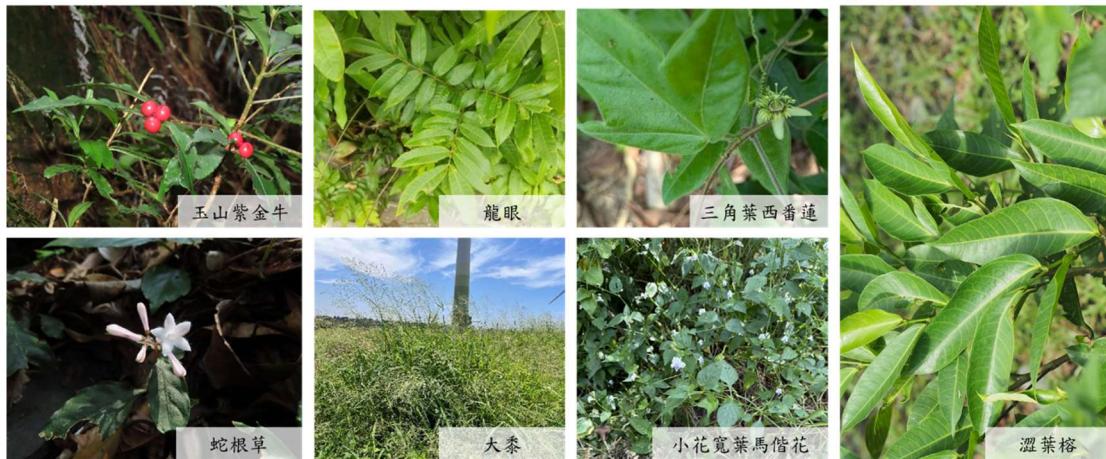 玉山紫金牛
龍眼
三角葉西番蓮
蛇根草
大黍
小花寬葉馬偕花
澀葉榕